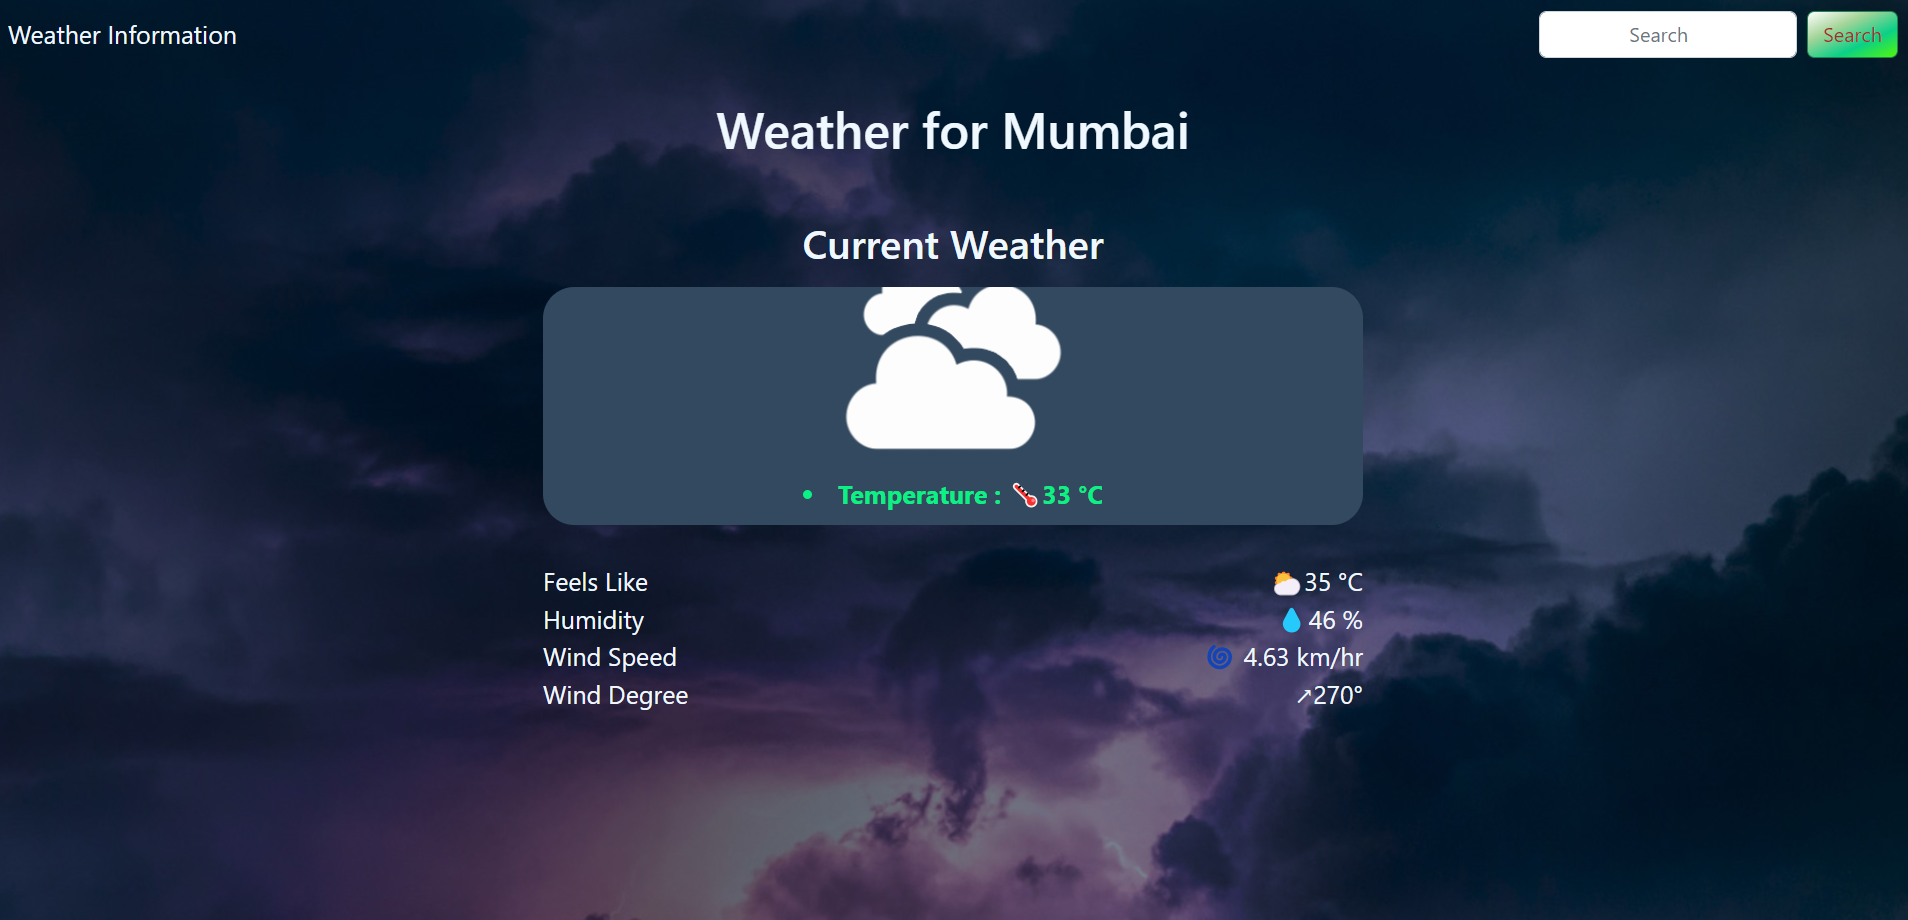 Weather Information
Search
Search
Weather for Mumbai
Current Weather
• Temperature : 🌡33 °C
Feels Like 🌥35 °C
Humidity 💧 46 %
Wind Speed 🌀 4.63 km/hr
Wind Degree ↗270°